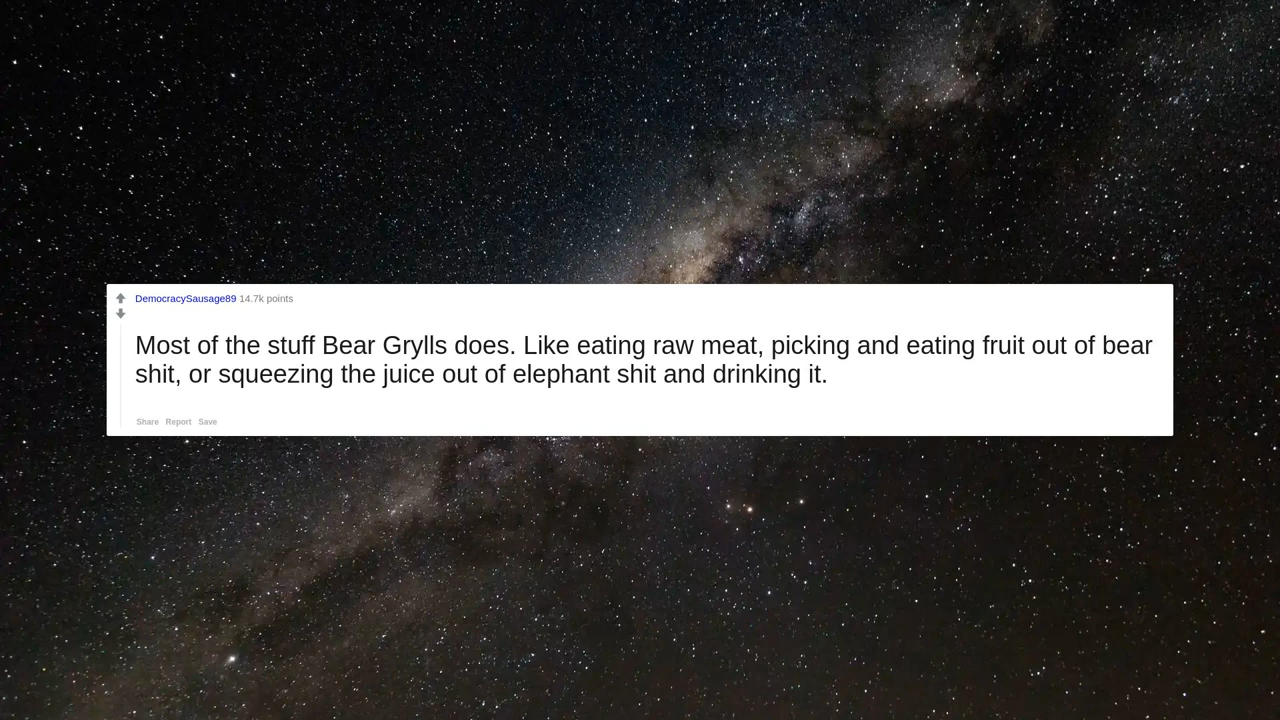 DemocracySausage89 14.7k points
Most of the stuff Bear Grylls does. Like eating raw meat, picking and eating fruit out of bear
shit, or squeezing the juice out of elephant shit and drinking it.
Share Report Save